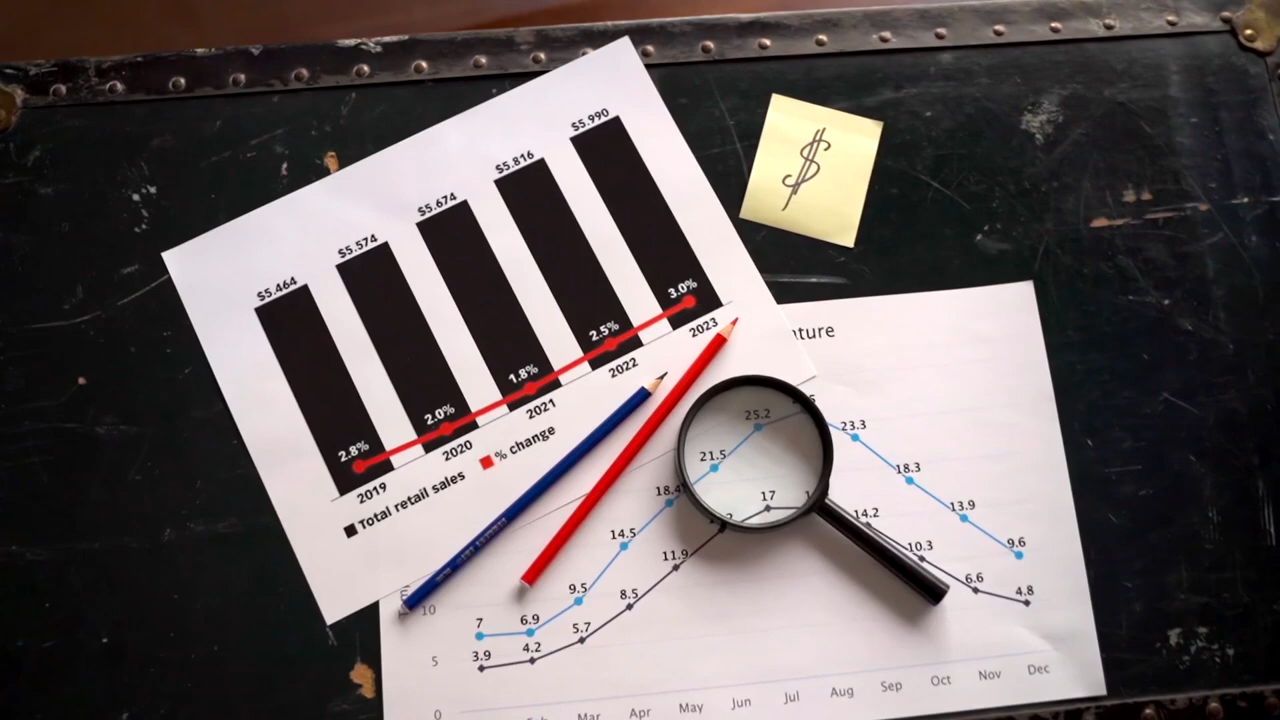 $5.464 $5.574 $5.674 $5.816 $5.990
2.8% 2.0% 1.8% 2.5% 3.0%
2019 2020 2021 2022 2023
Total retail sales % change
$
25.2 23.3
21.5 18.4 18.3
17 14.2 14.5 13.9
11.9 10.3
9.5 8.5 9.6
7 6.9 5.7 6.6
3.9 4.2 4.8
10
5
0
Mar Apr May Jun Jul Aug Sep Oct Nov Dec